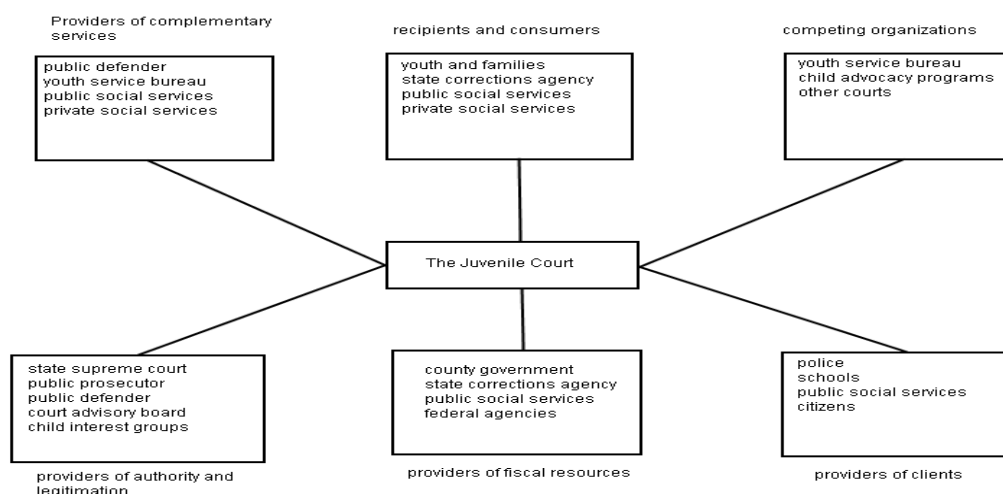 Providers of complementary
services
public defender
youth service bureau
public social services
private social services
recipients and consumers
youth and families
state corrections agency
public social services
private social services
competing organizations
youth service bureau
child advocacy programs
other courts
The Juvenile Court
state supreme court
public prosecutor
public defender
court advisory board
child interest groups
providers of authority and
legitimation
county government
state corrections agency
public social services
federal agencies
providers of fiscal resources
police
schools
public social services
citizens
providers of clients